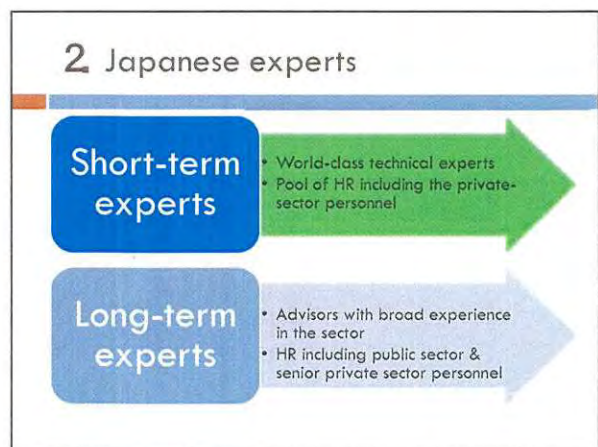 2 Japanese experts
Short-term
experts
• World-class technical experts
• Pool of HR including the private-
sector personnel
Long-term
experts
• Advisors with broad experience
in the sector
• HR including public sector &
senior private sector personnel